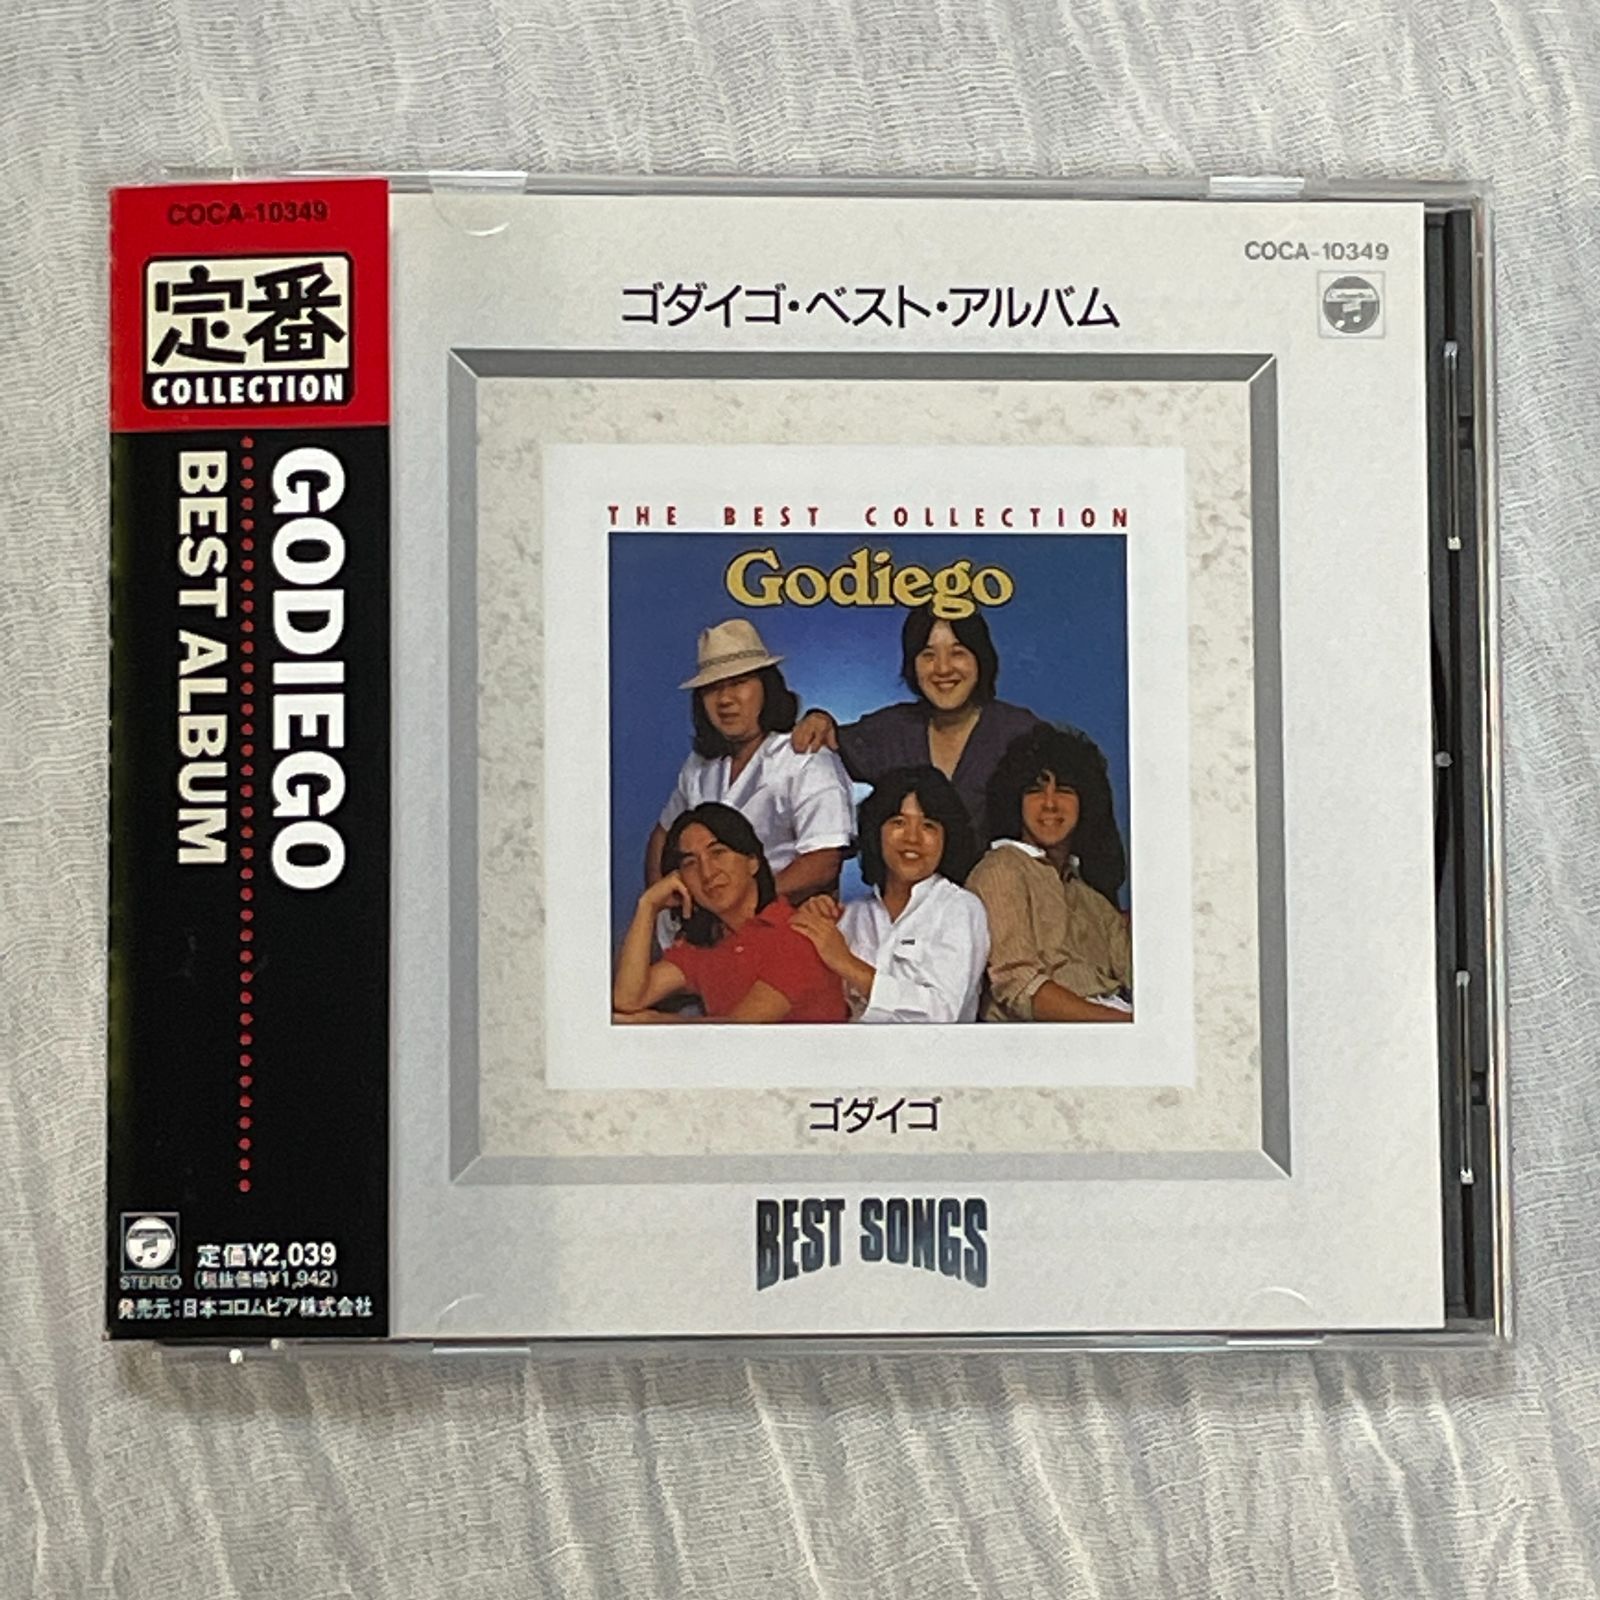 COCA-10349
定番
COLLECTION
GODIEGO
BEST ALBUM
STEREO
定価¥2,039
(税抜価格¥1,942)
発売元:日本コロムビア株式会社
COCA-10349
Columbia
ゴダイゴ・ベスト・アルバム
THE BEST COLLECTION
Godiego
ゴダイゴ
BEST SONGS